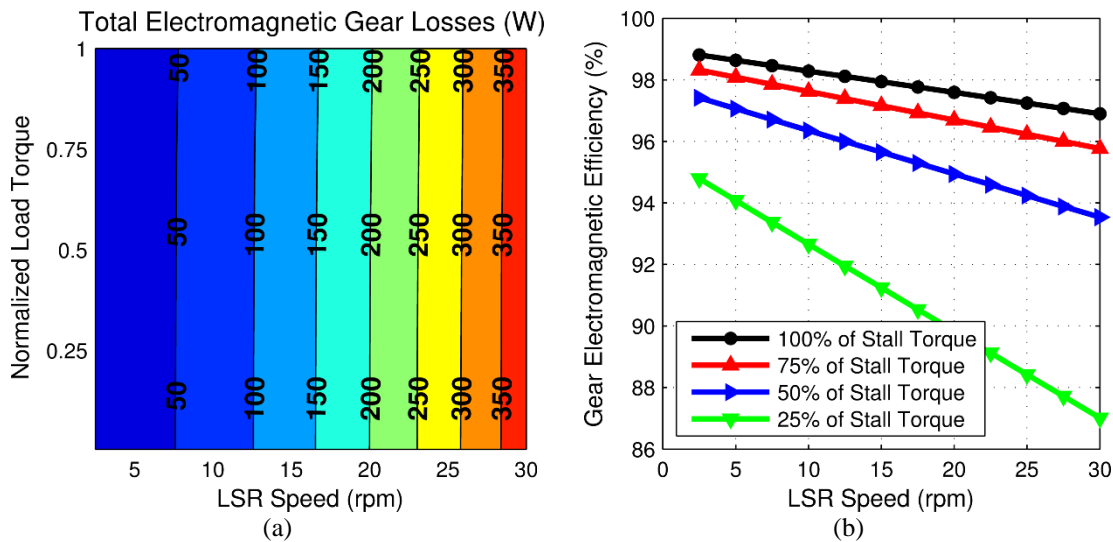 Total Electromagnetic Gear Losses (W)
Normalized Load Torque
1
0.75
0.5
0.25
50 100 150 200 250 300 350
50 100 150 200 250 300 350
50 100 150 200 250 300 350
5 10 15 20 25 30
LSR Speed (rpm)
(a)
Gear Electromagnetic Efficiency (%)
100
98
96
94
92
90
88
86
100% of Stall Torque
75% of Stall Torque
50% of Stall Torque
25% of Stall Torque
0 5 10 15 20 25 30
LSR Speed (rpm)
(b)